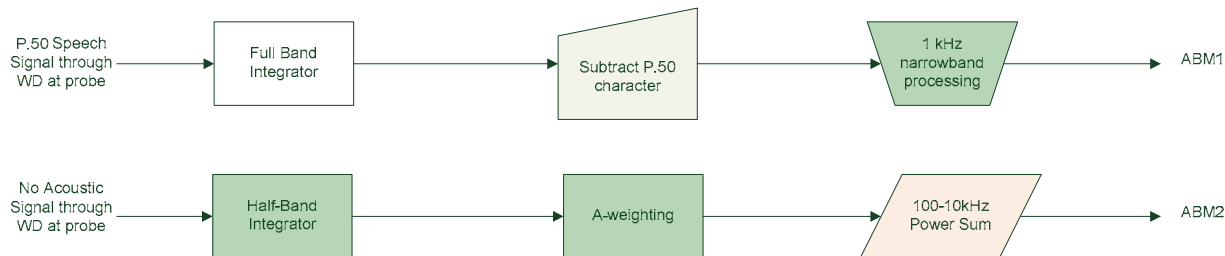 P.50 Speech
Signal through
WD at probe
Full Band
Integrator
Subtract P.50
character
1 kHz
narrowband
processing
ABM1
No Acoustic
Signal through
WD at probe
Half-Band
Integrator
A-weighting
100-10kHz
Power Sum
ABM2